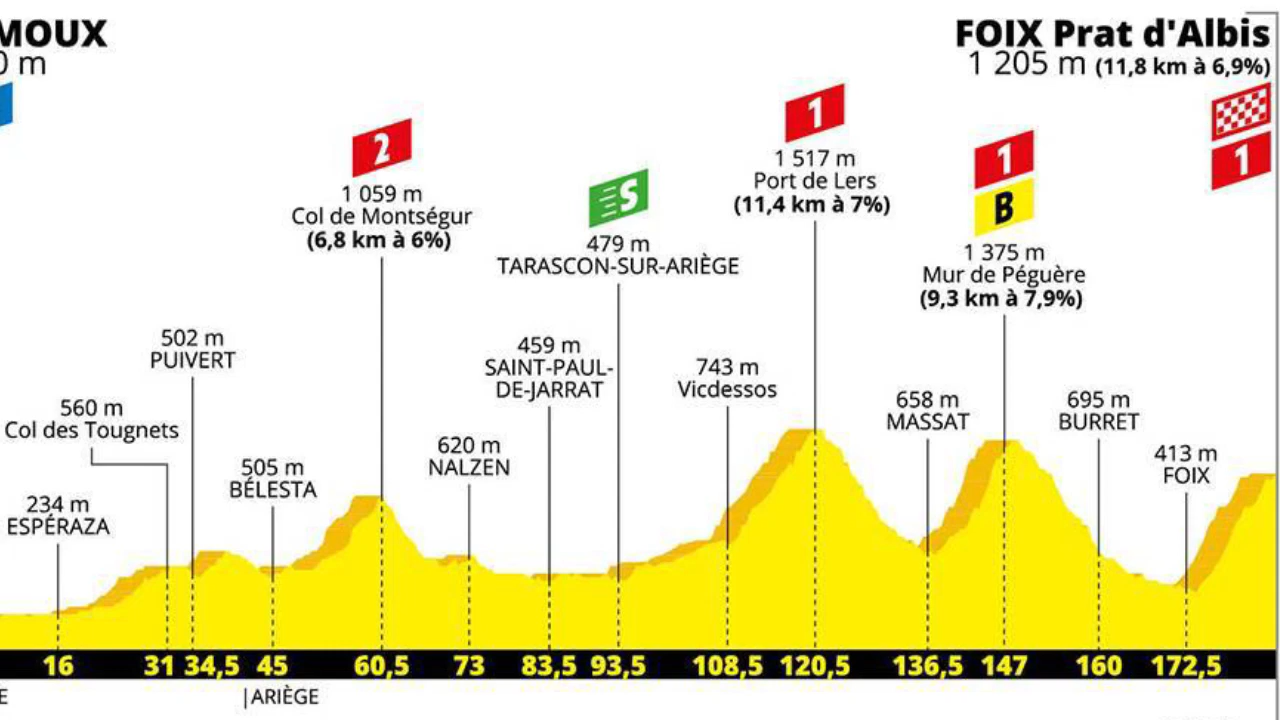 MOUX
0 m
FOIX Prat d'Albis
1 205 m (11,8 km à 6,9%)
1
1
1 517 m
Port de Lers
(11,4 km à 7%)
2
1 059 m
Col de Montségur
(6,8 km à 6%)
1
B
1 375 m
Mur de Péguère
(9,3 km à 7,9%)
S
479 m
TARASCON-SUR-ARIÈGE
502 m
PUIVERT
459 m
SAINT-PAUL-
DE-JARRAT
743 m
Vicdessos
560 m
Col des Tougnets
658 m
MASSAT
695 m
BURRET
620 m
NALZEN
413 m
FOIX
505 m
BÉLESTA
234 m
ESPÉRAZA
16 31 34,5 45 60,5 73 83,5 93,5 108,5 120,5 136,5 147 160 172,5
E |ARIÈGE